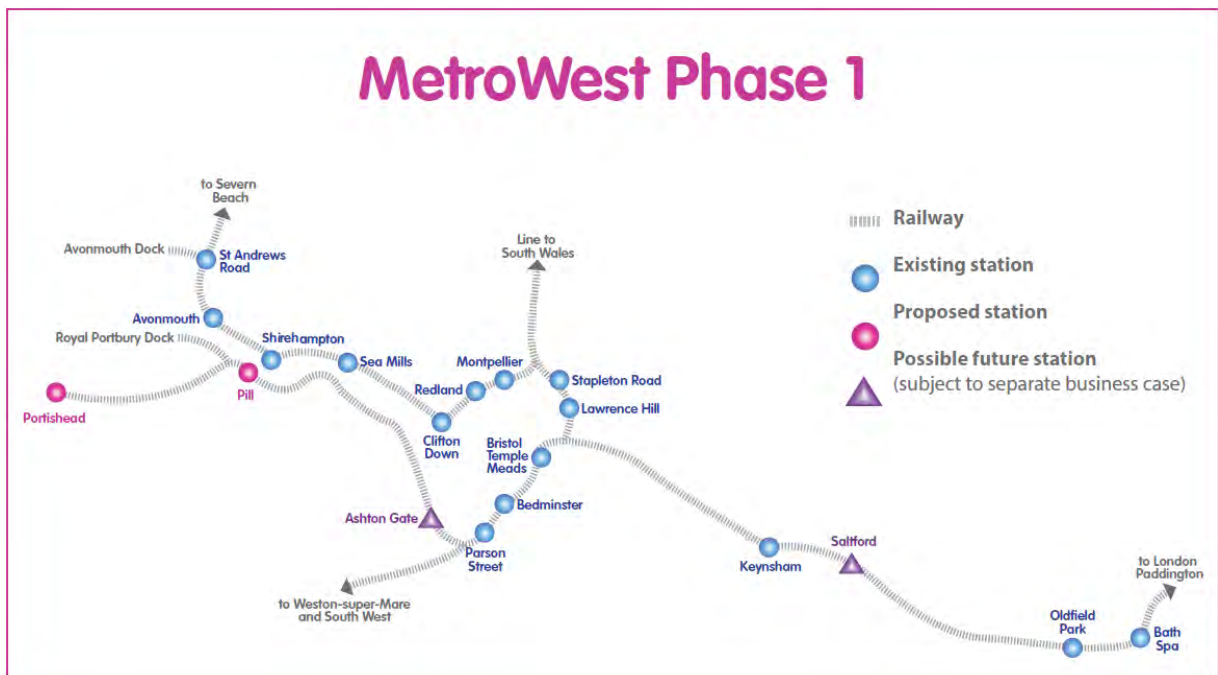 MetroWest Phase 1
to Severn
Beach
Avonmouth Dock
St Andrews
Road
Line to
South Wales
Railway
Existing station
Proposed station
Possible future station
(subject to separate business case)
Avonmouth
Royal Portbury Dock
Shirehampton
Sea Mills
Montpellier
Redland
Stapleton Road
Lawrence Hill
Portishead
Pill
Clifton
Down
Bristol
Temple
Meads
Bedminster
Ashton Gate
Parson
Street
to Weston-super-Mare
and South West
Keynsham
Saltford
to London
Paddington
Oldfield
Park
Bath
Spa